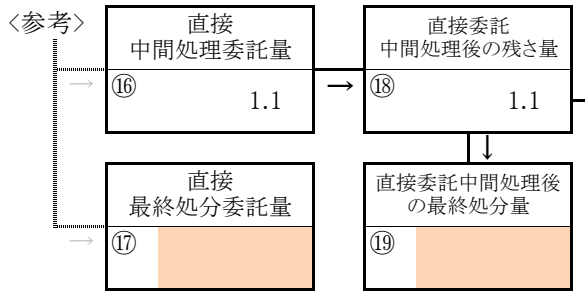 〈参考〉
直接
中間処理委託量
→
⑯
1.1
→
直接委託
中間処理後の残さ量
⑱
1.1
↓
直接
最終処分委託量
→
⑰
直接委託中間処理後
の最終処分量
⑲